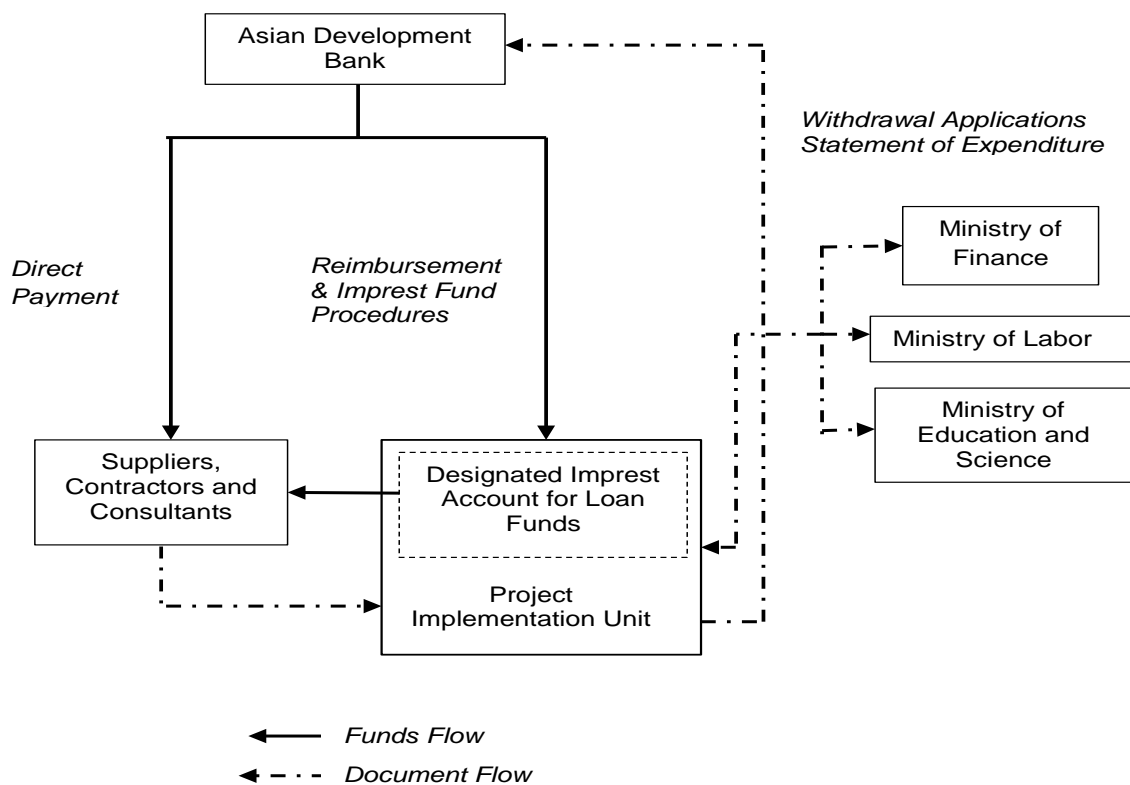 Asian Development
Bank
Withdrawal Applications
Statement of Expenditure
Ministry of
Finance
Direct
Payment
Reimbursement
& Imprest Fund
Procedures
Ministry of Labor
Ministry of
Education and
Science
Suppliers,
Contractors and
Consultants
Designated Imprest
Account for Loan
Funds
Project
Implementation Unit
Funds Flow
Document Flow